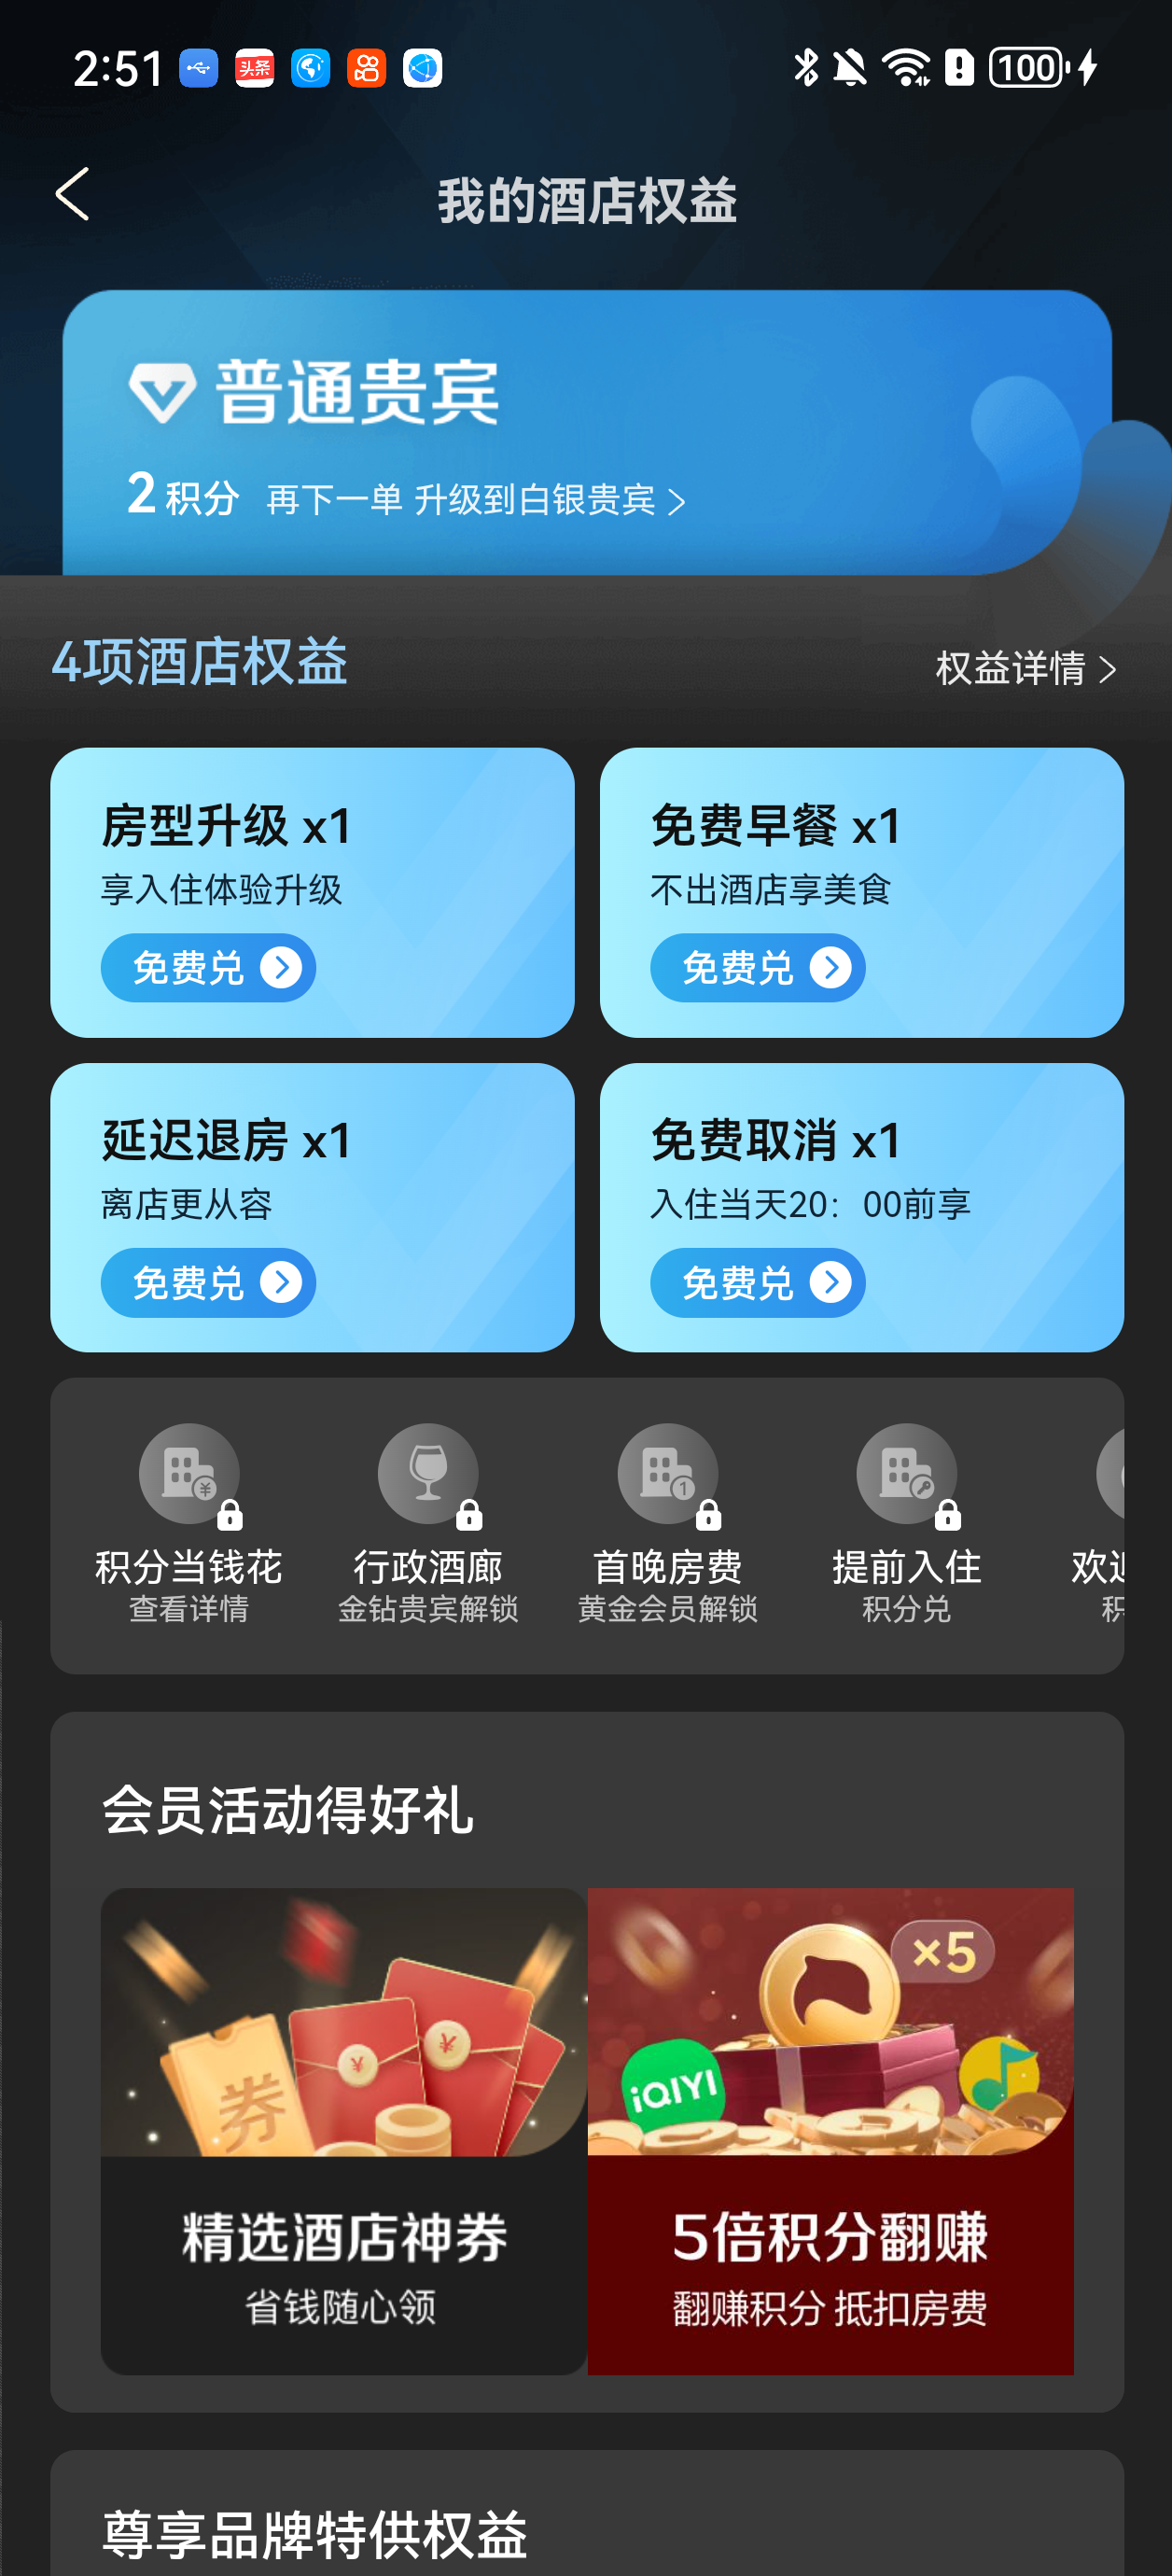 2:51
头条
100
我的酒店权益
普通贵宾
2积分 再下一单 升级到白银贵宾
4项酒店权益
权益详情
房型升级 x1
享入住体验升级
免费兑
免费早餐 x1
不出酒店享美食
免费兑
延迟退房 x1
离店更从容
免费兑
免费取消 x1
入住当天20：00前享
免费兑
¥
1
积分当钱花
查看详情
行政酒廊
金钻贵宾解锁
首晚房费
黄金会员解锁
提前入住
积分兑
欢迎
积
会员活动得好礼
券
¥
¥
×5
iQIYI
精选酒店神券
省钱随心领
5倍积分翻赚
翻赚积分 抵扣房费
尊享品牌特供权益